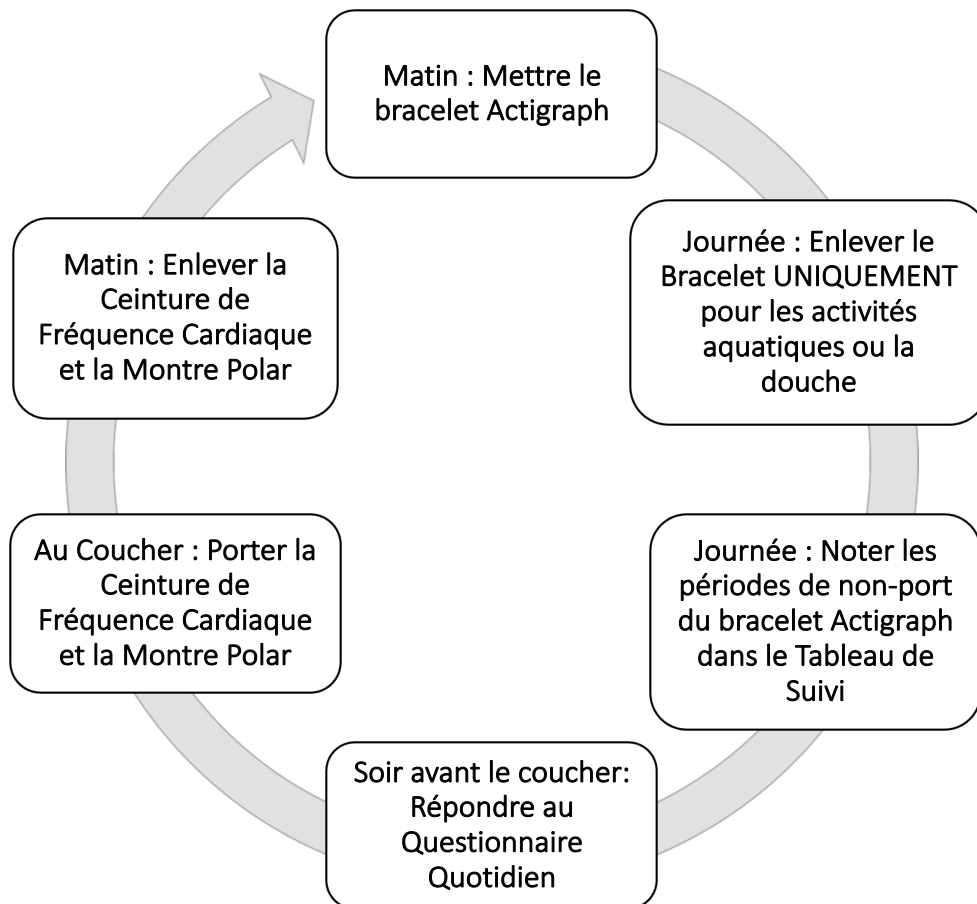 Matin : Mettre le
bracelet Actigraph
Journée : Enlever le
Bracelet UNIQUEMENT
pour les activités
aquatiques ou la
douche
Journée : Noter les
périodes de non-port
du bracelet Actigraph
dans le Tableau de
Suivi
Soir avant le coucher:
Répondre au
Questionnaire
Quotidien
Au Coucher : Porter la
Ceinture de
Fréquence Cardiaque
et la Montre Polar
Matin : Enlever la
Ceinture de
Fréquence Cardiaque
et la Montre Polar